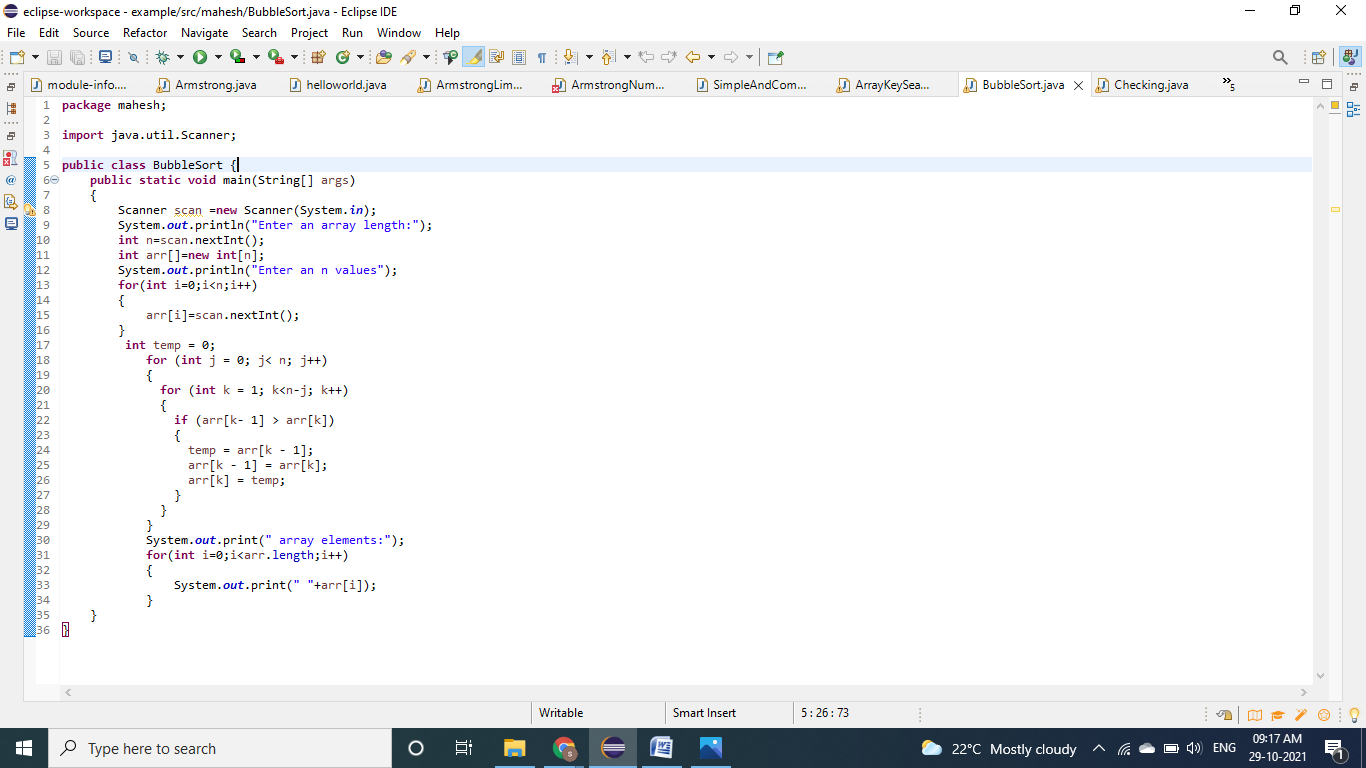 eclipse-workspace - example/src/mahesh/BubbleSort.java - Eclipse IDE
File Edit Source Refactor Navigate Search Project Run Window Help
module-info.... Armstrong.java helloworld.java ArmstrongLim... ArmstrongNum... SimpleAndCom... ArrayKeySea... BubbleSort.java Checking.java »5
1 package mahesh;
2
3 import java.util.Scanner;
4
5 public class BubbleSort {
6     public static void main(String[] args)
7     {
8         Scanner scan =new Scanner(System.in);
9         System.out.println("Enter an array length:");
10         int n=scan.nextInt();
11         int arr[]=new int[n];
12         System.out.println("Enter an n values");
13         for(int i=0;i<n;i++)
14         {
15             arr[i]=scan.nextInt();
16         }
17          int temp = 0;
18             for (int j = 0; j< n; j++)
19             {
20               for (int k = 1; k<n-j; k++)
21               {
22                 if (arr[k- 1] > arr[k])
23                 {
24                   temp = arr[k - 1];
25                   arr[k - 1] = arr[k];
26                   arr[k] = temp;
27                 }
28               }
29             }
30             System.out.print(" array elements:");
31             for(int i=0;i<arr.length;i++)
32             {
33                 System.out.print(" "+arr[i]);
34             }
35     }
36 }
Writable Smart Insert 5 : 26 : 73
Type here to search 22°C Mostly cloudy ENG 09:17 AM
29-10-2021 1